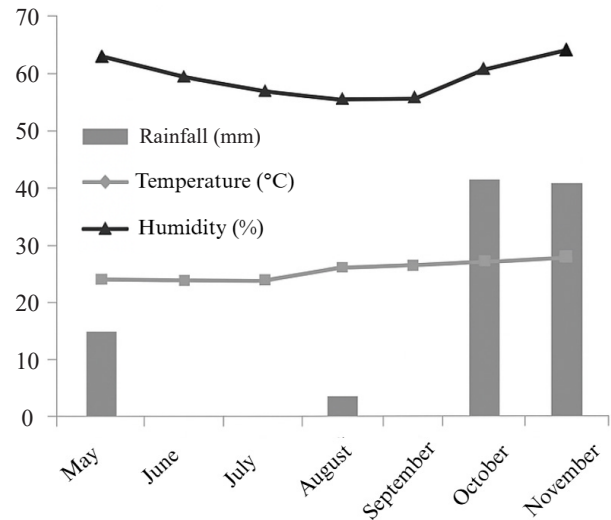 70
60
50
40
30
20
10
0
Rainfall (mm)
Temperature (°C)
Humidity (%)
May
June
July
August
September
October
November